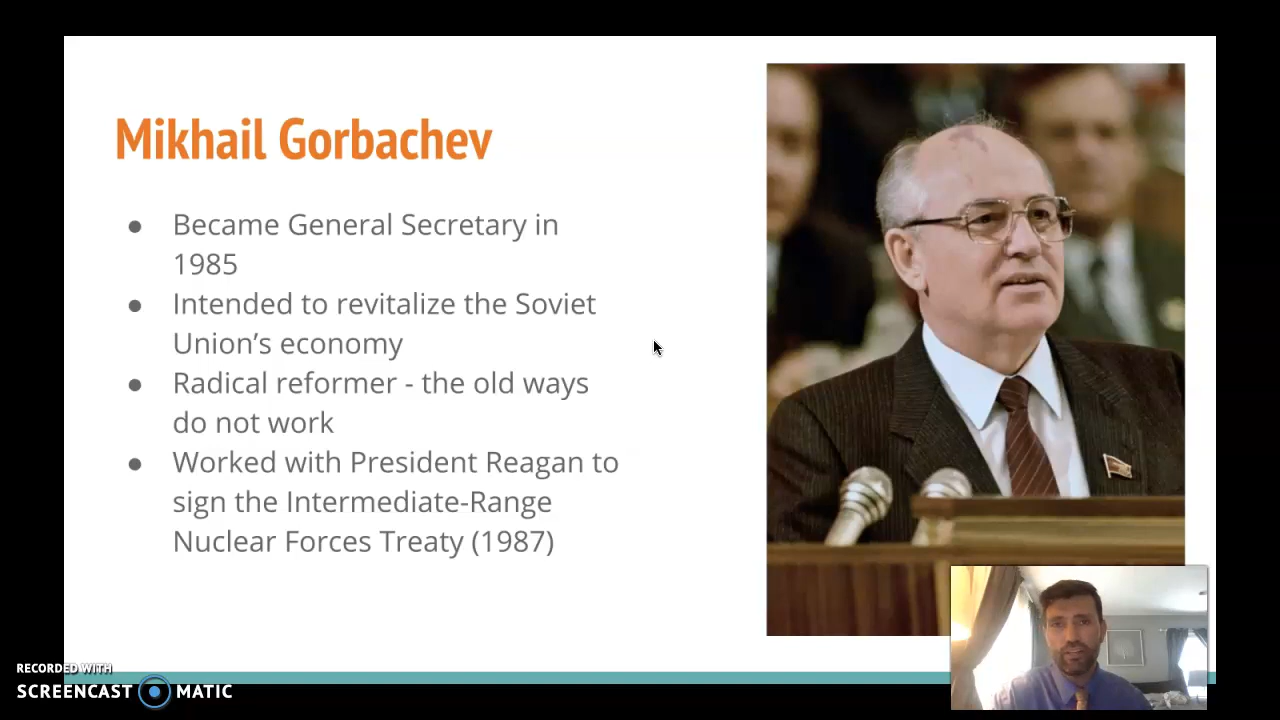 Mikhail Gorbachev
● Became General Secretary in
1985
● Intended to revitalize the Soviet
Union’s economy
● Radical reformer - the old ways
do not work
● Worked with President Reagan to
sign the Intermediate-Range
Nuclear Forces Treaty (1987)
RECORDED WITH
SCREENCAST MATIC